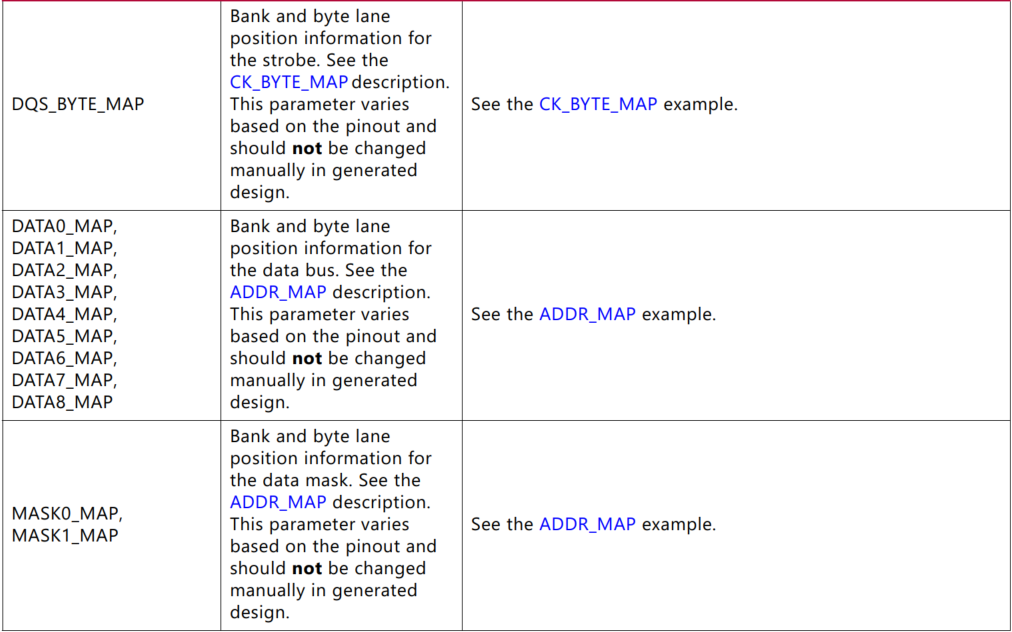 DQS_BYTE_MAP
Bank and byte lane
position information for
the strobe. See the
CK_BYTE_MAP description.
This parameter varies
based on the pinout and
should not be changed
manually in generated
design.
See the CK_BYTE_MAP example.
DATA0_MAP,
DATA1_MAP,
DATA2_MAP,
DATA3_MAP,
DATA4_MAP,
DATA5_MAP,
DATA6_MAP,
DATA7_MAP,
DATA8_MAP
Bank and byte lane
position information for
the data bus. See the
ADDR_MAP description.
This parameter varies
based on the pinout and
should not be changed
manually in generated
design.
See the ADDR_MAP example.
MASK0_MAP,
MASK1_MAP
Bank and byte lane
position information for
the data mask. See the
ADDR_MAP description.
This parameter varies
based on the pinout and
should not be changed
manually in generated
design.
See the ADDR_MAP example.